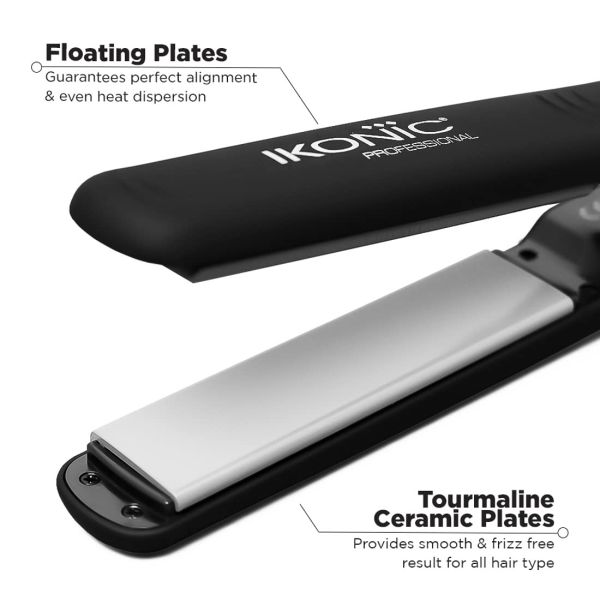 Floating Plates
Guarantees perfect alignment
& even heat dispersion
IKONIC®
PROFESSIONAL
Tourmaline
Ceramic Plates
Provides smooth & frizz free
result for all hair type